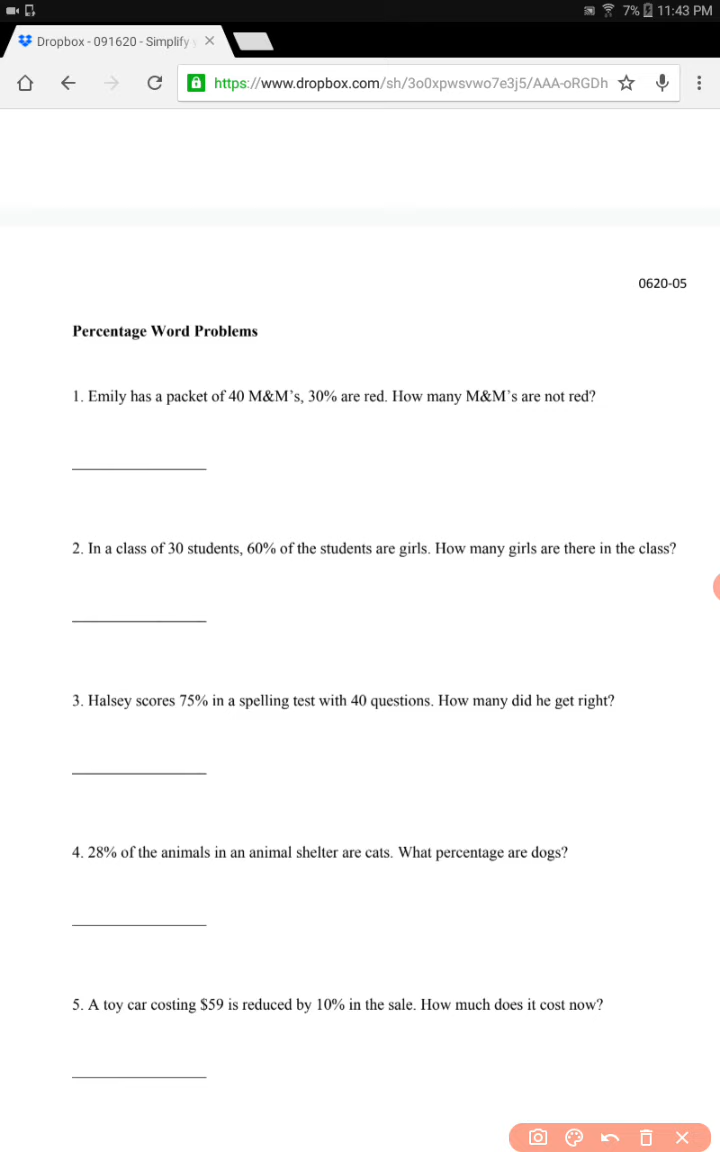 7% 11:43 PM
Dropbox - 091620 - Simplify
https://www.dropbox.com/sh/3o0xpwsvwo7e3j5/AAA-oRGDh
0620-05
Percentage Word Problems
1. Emily has a packet of 40 M&M’s, 30% are red. How many M&M’s are not red?
2. In a class of 30 students, 60% of the students are girls. How many girls are there in the class?
3. Halsey scores 75% in a spelling test with 40 questions. How many did he get right?
4. 28% of the animals in an animal shelter are cats. What percentage are dogs?
5. A toy car costing $59 is reduced by 10% in the sale. How much does it cost now?